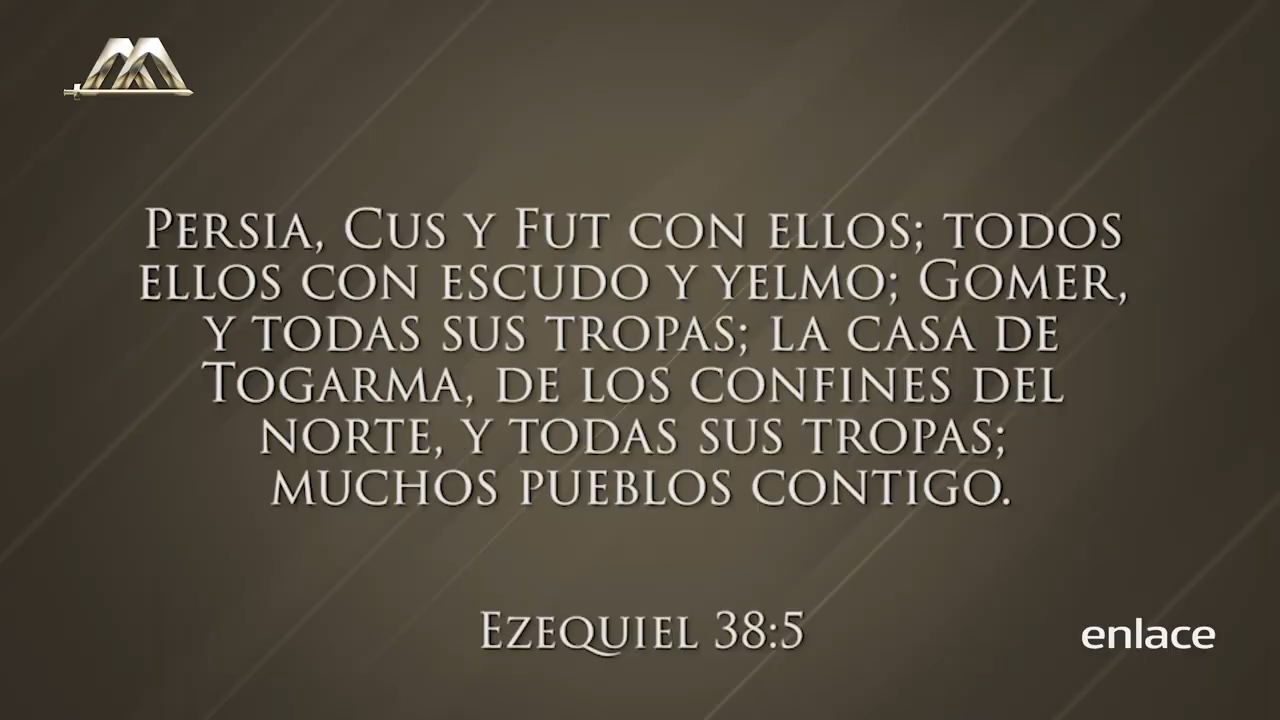 Persia, Cus y Fut con ellos; todos
ellos con escudo y yelmo; Gomer,
y todas sus tropas; la casa de
Togarma, de los confines del
norte, y todas sus tropas;
muchos pueblos contigo.
Ezequiel 38:5
enlace